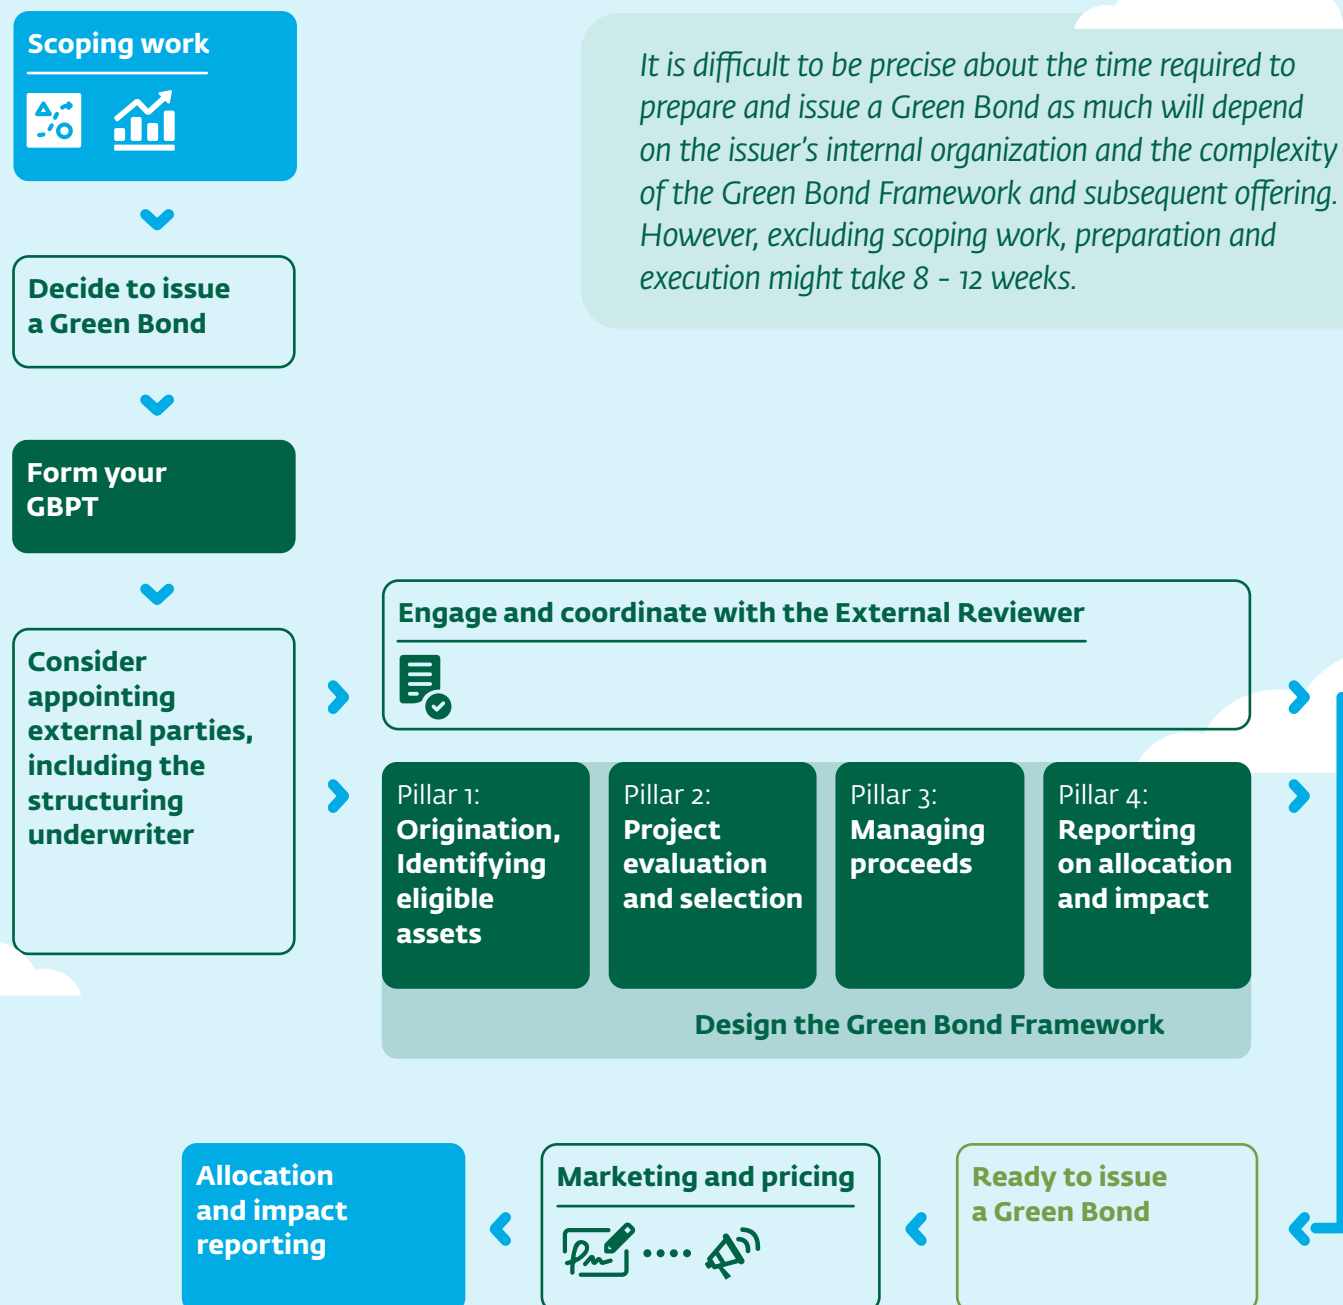 Scoping work
It is difficult to be precise about the time required to
prepare and issue a Green Bond as much will depend
on the issuer's internal organization and the complexity
of the Green Bond Framework and subsequent offering.
However, excluding scoping work, preparation and
execution might take 8 - 12 weeks.
Decide to issue
a Green Bond
Form your
GBPT
Consider
appointing
external parties,
including the
structuring
underwriter
Engage and coordinate with the External Reviewer
Pillar 1:
Origination,
Identifying
eligible
assets
Pillar 2:
Project
evaluation
and selection
Pillar 3:
Managing
proceeds
Pillar 4:
Reporting
on allocation
and impact
Design the Green Bond Framework
Ready to issue
a Green Bond
Marketing and pricing
Allocation
and impact
reporting